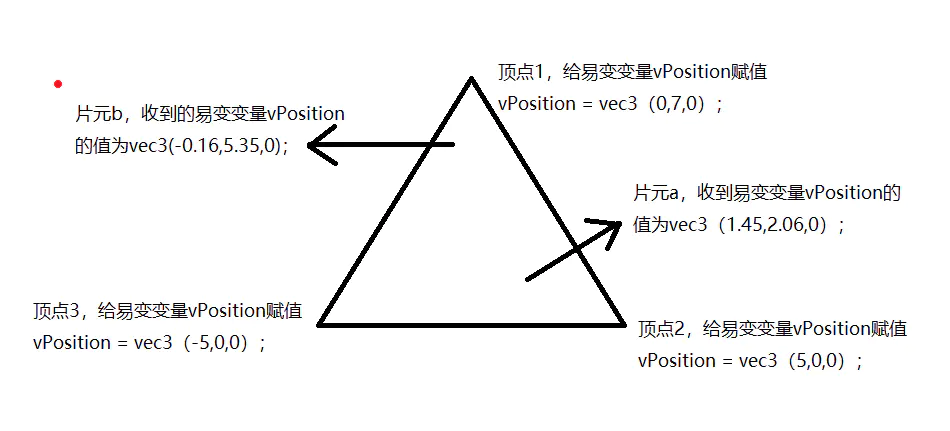 顶点1，给易变变量vPosition赋值
vPosition = vec3（0,7,0）；
片元b，收到的易变变量vPosition
的值为vec3(-0.16,5.35,0)；
片元a，收到易变变量vPosition的
值为vec3（1.45,2.06,0）；
顶点3，给易变变量vPosition赋值
vPosition = vec3（-5,0,0）；
顶点2，给易变变量vPosition赋值
vPosition = vec3（5,0,0）；